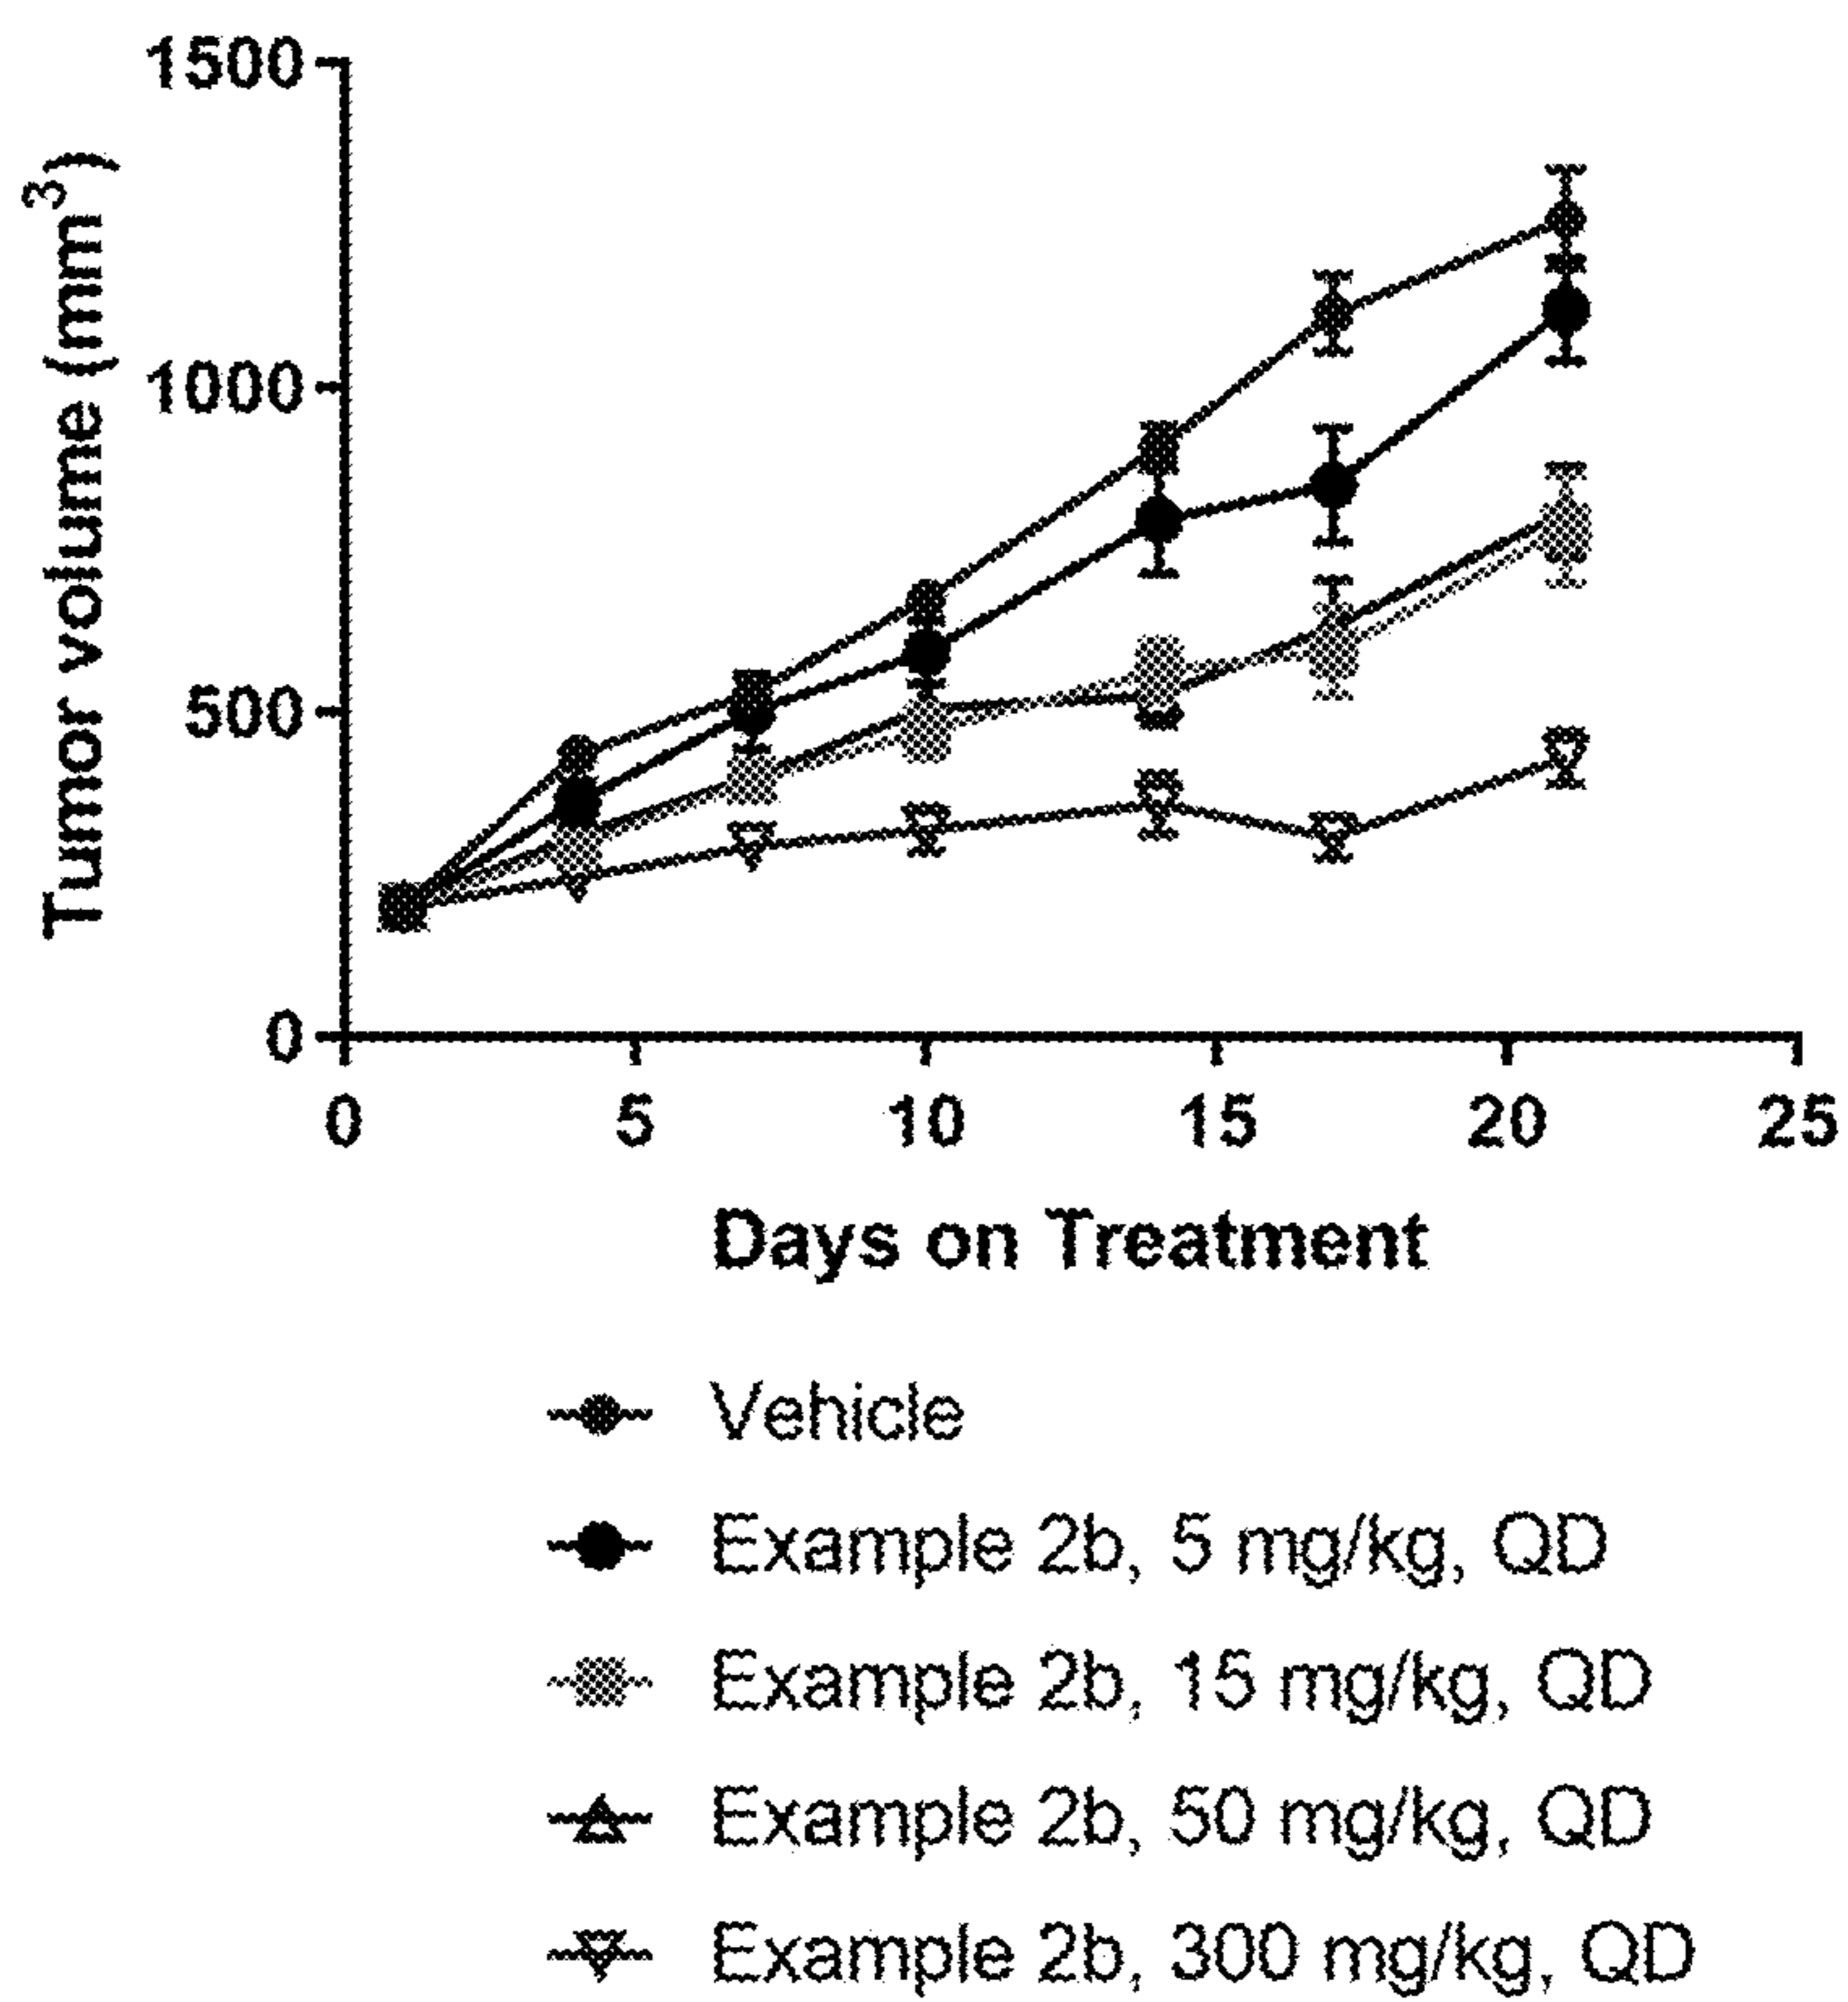 1500
1000
500
0
Tumor volume (mm³)
0 5 10 15 20 25
Days on Treatment
Vehicle
Example 2b, 5 mg/kg, QD
Example 2b, 15 mg/kg, QD
Example 2b, 50 mg/kg, QD
Example 2b, 300 mg/kg, QD